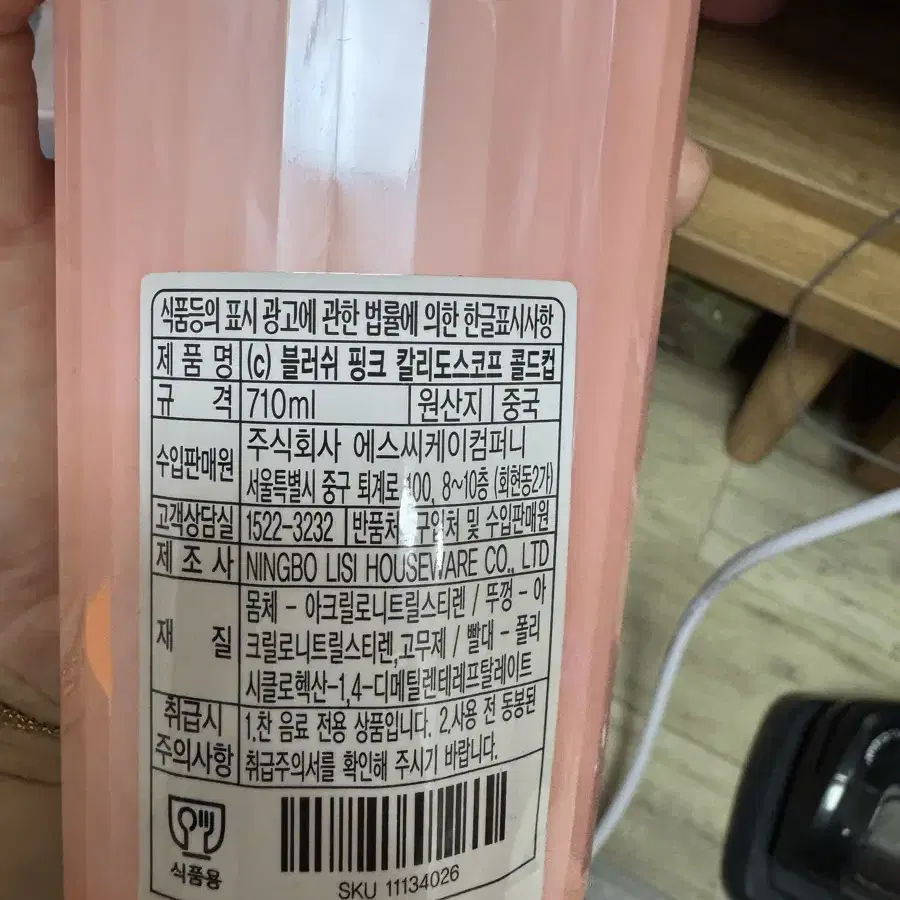 식품등의 표시 광고에 관한 법률에 의한 한글표시사항
제 품 명 (c) 블러쉬 핑크 칼리도스코프 콜드컵
규 격 710ml 원산지 중국
수입판매원 주식회사 에스씨케이컴퍼니
서울특별시 중구 퇴계로 100, 8~10층 (회현동2가)
고객상담실 1522-3232 반품처 구입처 및 수입판매원
제 조 사 NINGBO LISI HOUSEWARE CO., LTD
재 질 몸체 - 아크릴로니트릴스티렌 / 뚜껑 - 아
크릴로니트릴스티렌,고무제 / 빨대 - 폴리
시클로헥산-1,4-디메틸렌테레프탈레이트
취급시 주의사항 1.찬 음료 전용 상품입니다. 2.사용 전 동봉된
취급주의서를 확인해 주시기 바랍니다.
식품용
SKU 11134026